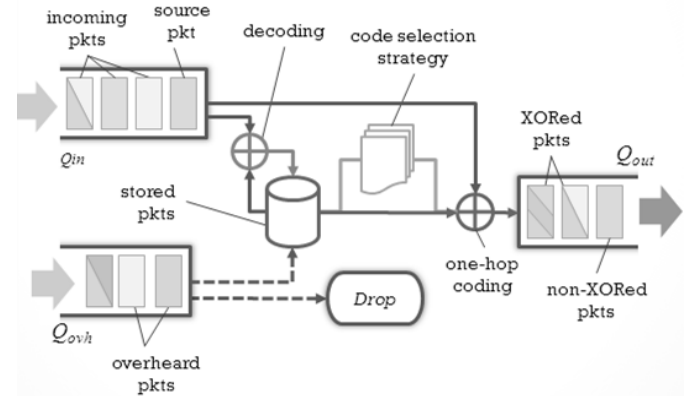 incoming
pkts
source
pkt
decoding
code selection
strategy
Qin
stored
pkts
XORed
pkts
Qout
one-hop
coding
non-XORed
pkts
Drop
Qovh
overheard
pkts